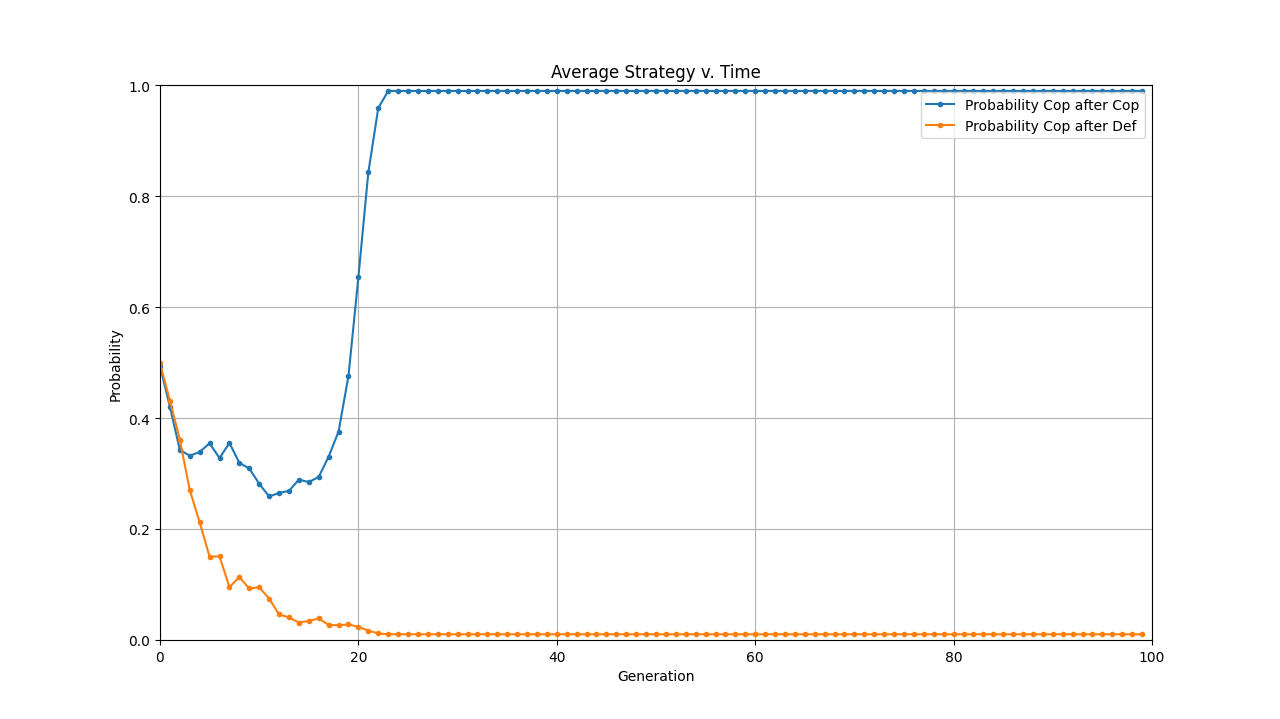 Average Strategy v. Time
Probability Cop after Cop
Probability Cop after Def
Probability
1.0
0.8
0.6
0.4
0.2
0.0
0 20 40 60 80 100
Generation